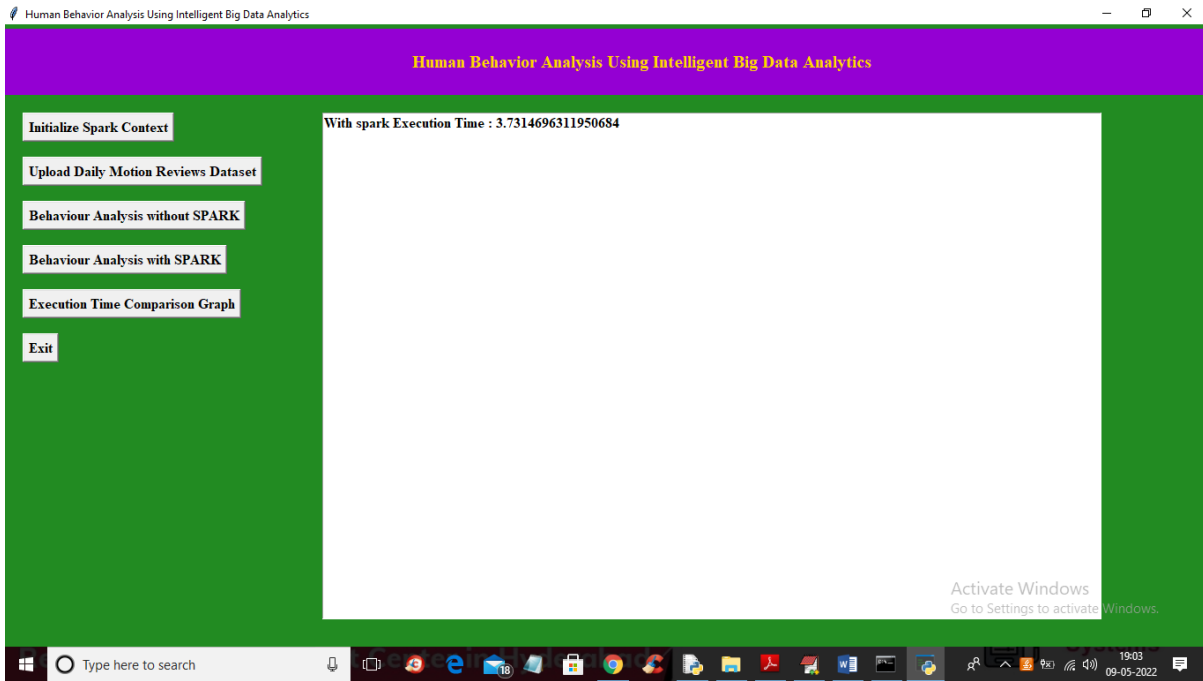 Human Behavior Analysis Using Intelligent Big Data Analytics
Human Behavior Analysis Using Intelligent Big Data Analytics
Initialize Spark Context
Upload Daily Motion Reviews Dataset
Behaviour Analysis without SPARK
Behaviour Analysis with SPARK
Execution Time Comparison Graph
Exit
With spark Execution Time : 3.7314696311950684
Activate Windows
Go to Settings to activate Windows.
Type here to search
18
19:03
09-05-2022